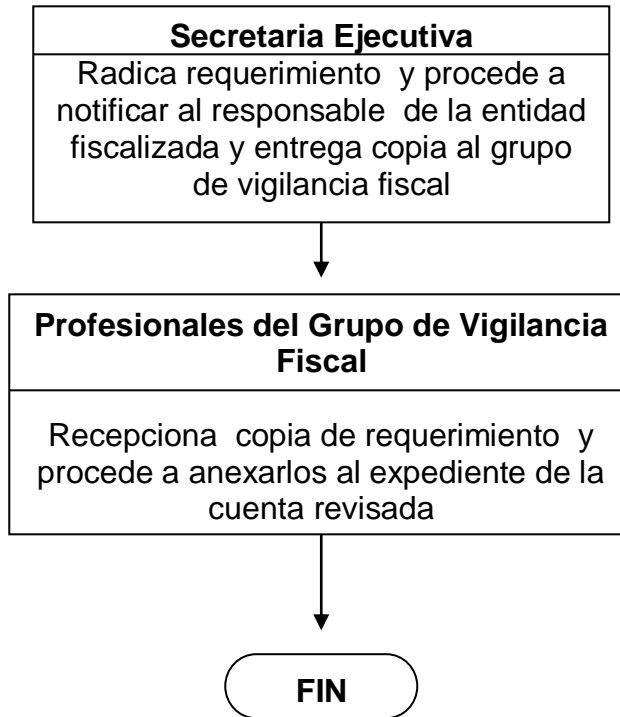 Secretaria Ejecutiva
Radica requerimiento y procede a
notificar al responsable de la entidad
fiscalizada y entrega copia al grupo
de vigilancia fiscal
Profesionales del Grupo de Vigilancia
Fiscal
Recepciona copia de requerimiento y
procede a anexarlos al expediente de la
cuenta revisada
FIN